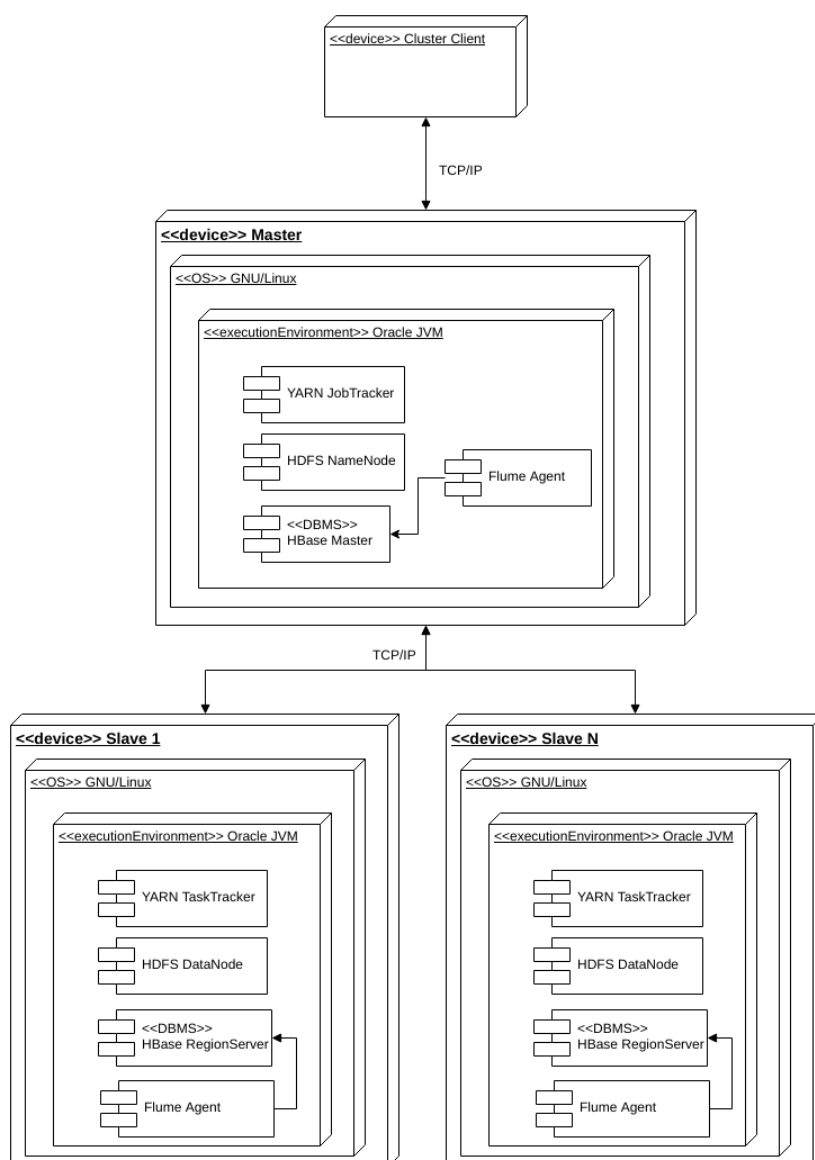 <<device>> Cluster Client
TCP/IP
<<device>> Master
<<OS>> GNU/Linux
<<executionEnvironment>> Oracle JVM
YARN JobTracker
HDFS NameNode
Flume Agent
<<DBMS>>
HBase Master
TCP/IP
<<device>> Slave 1
<<OS>> GNU/Linux
<<executionEnvironment>> Oracle JVM
YARN TaskTracker
HDFS DataNode
<<DBMS>>
HBase RegionServer
Flume Agent
<<device>> Slave N
<<OS>> GNU/Linux
<<executionEnvironment>> Oracle JVM
YARN TaskTracker
HDFS DataNode
<<DBMS>>
HBase RegionServer
Flume Agent